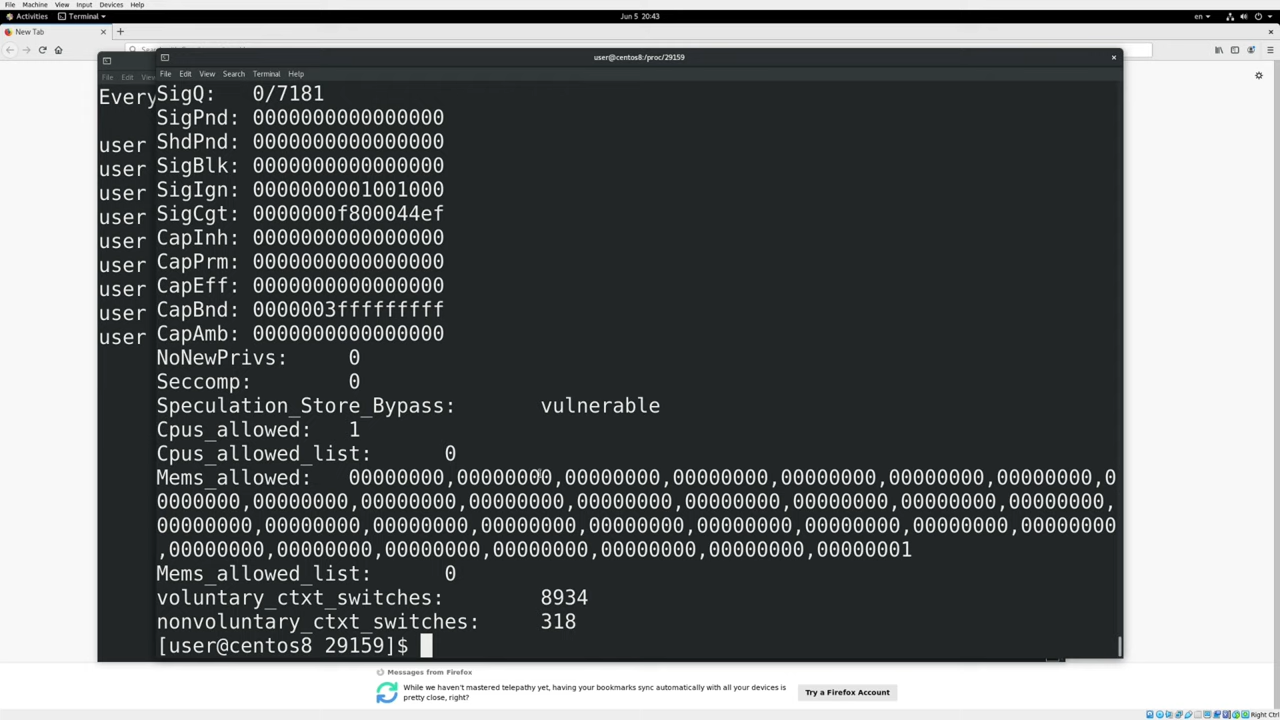 File Machine View Input Devices Help
Activities Terminal Jun 5 20:43 en
New Tab
user@centos8:/proc/29159
File Edit View Search Terminal Help
File Edit
Every
user
user
user
user
user
user
user
user
user
SigQ: 0/7181
SigPnd: 0000000000000000
ShdPnd: 0000000000000000
SigBlk: 0000000000000000
SigIgn: 0000000001001000
SigCgt: 0000000f800044ef
CapInh: 0000000000000000
CapPrm: 0000000000000000
CapEff: 0000000000000000
CapBnd: 0000003fffffffff
CapAmb: 0000000000000000
NoNewPrivs: 0
Seccomp: 0
Speculation_Store_Bypass: vulnerable
Cpus_allowed: 1
Cpus_allowed_list: 0
Mems_allowed: 00000000,00000000,00000000,00000000,00000000,00000000,00000000,0
0000000,00000000,00000000,00000000,00000000,00000000,00000000,00000000,00000000,
00000000,00000000,00000000,00000000,00000000,00000000,00000000,00000000,00000000
,00000000,00000000,00000000,00000000,00000000,00000000,00000001
Mems_allowed_list: 0
voluntary_ctxt_switches: 8934
nonvoluntary_ctxt_switches: 318
[user@centos8 29159]$
Messages from Firefox
While we haven't mastered telepathy yet, having your bookmarks sync automatically with all your devices is
pretty close, right?
Try a Firefox Account
Right Ctrl